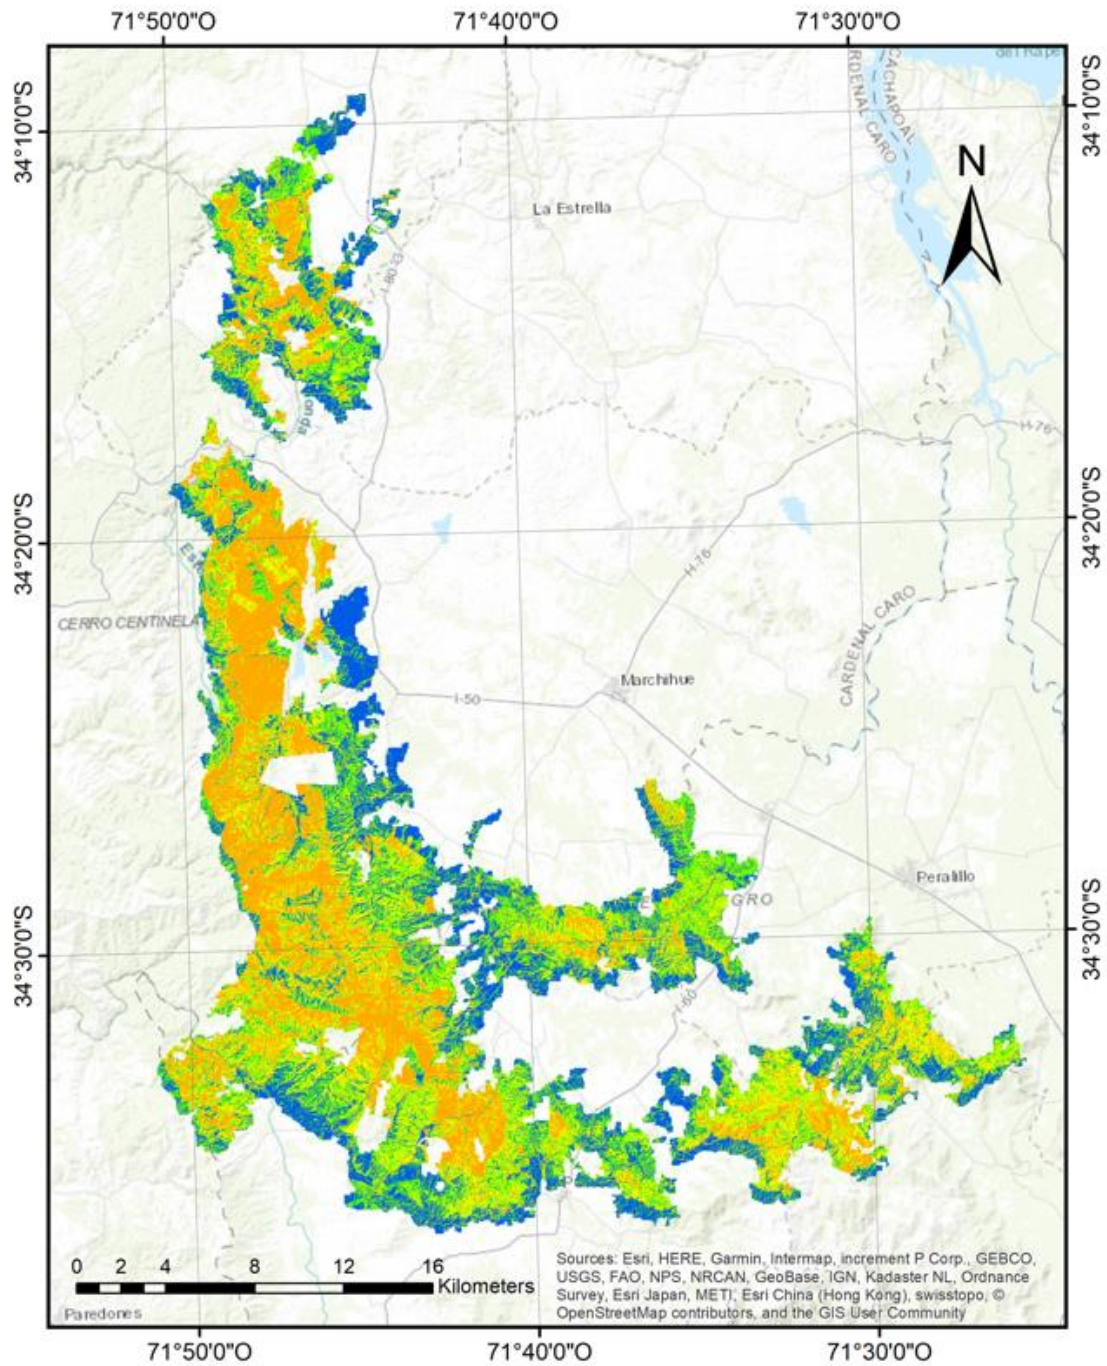 71°50'0"O
71°40'0"O
71°30'0"O
34°10'0"S
34°10'0"S
CACHAPOAL
RDENAL CARO
N
La Estrella
I-80-G
H-76
34°20'0"S
34°20'0"S
H-76
CERRO CENTINELA
CARDENAL CARO
Marchihue
I-50
Peralillo
GRO
34°30'0"S
34°30'0"S
I-60
0 2 4 8 12 16
Kilometers
Sources: Esri, HERE, Garmin, Intermap, increment P Corp., GEBCO,
USGS, FAO, NPS, NRCAN, GeoBase, IGN, Kadaster NL, Ordnance
Survey, Esri Japan, METI, Esri China (Hong Kong), swisstopo, ©
OpenStreetMap contributors, and the GIS User Community
Paredones
71°50'0"O
71°40'0"O
71°30'0"O